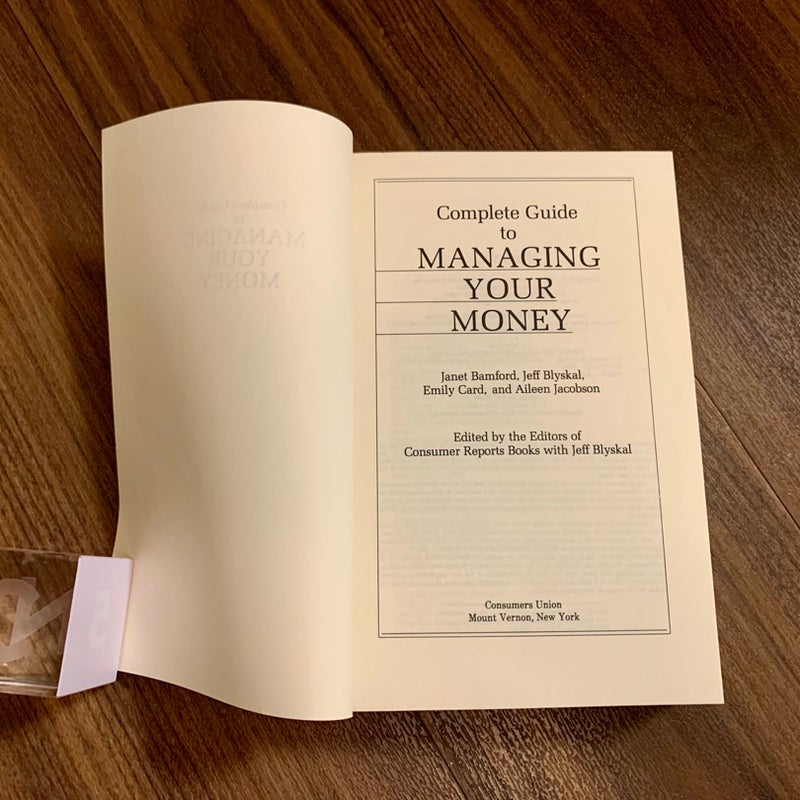 Complete Guide
to
MANAGING
YOUR
MONEY
Janet Bamford, Jeff Blyskal,
Emily Card, and Aileen Jacobson
Edited by the Editors of
Consumer Reports Books with Jeff Blyskal
Consumers Union
Mount Vernon, New York